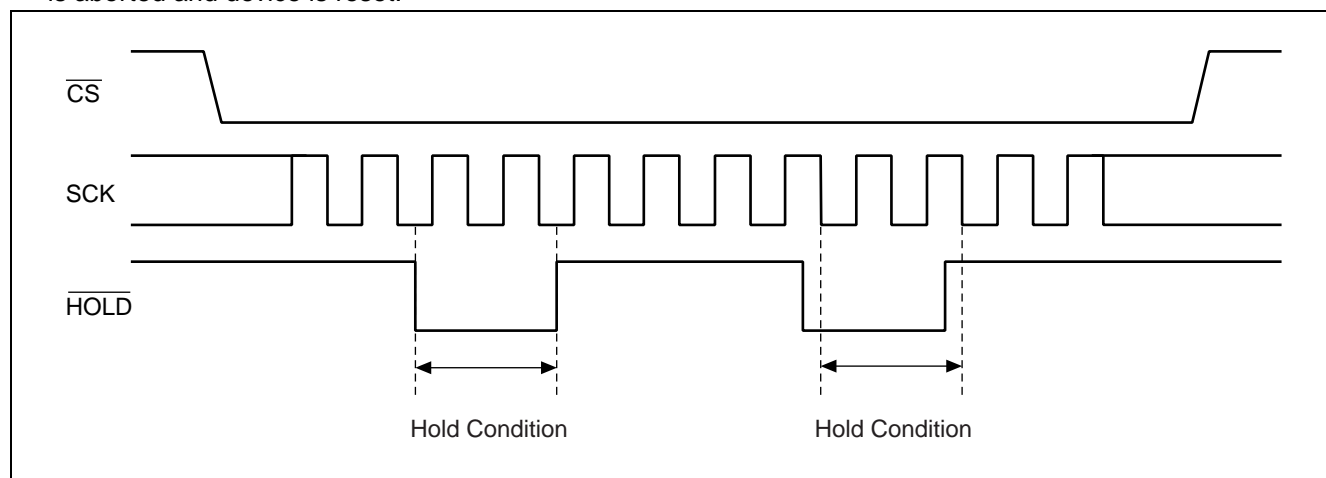 is aborted and device is reset.
CS
SCK
HOLD
Hold Condition
Hold Condition